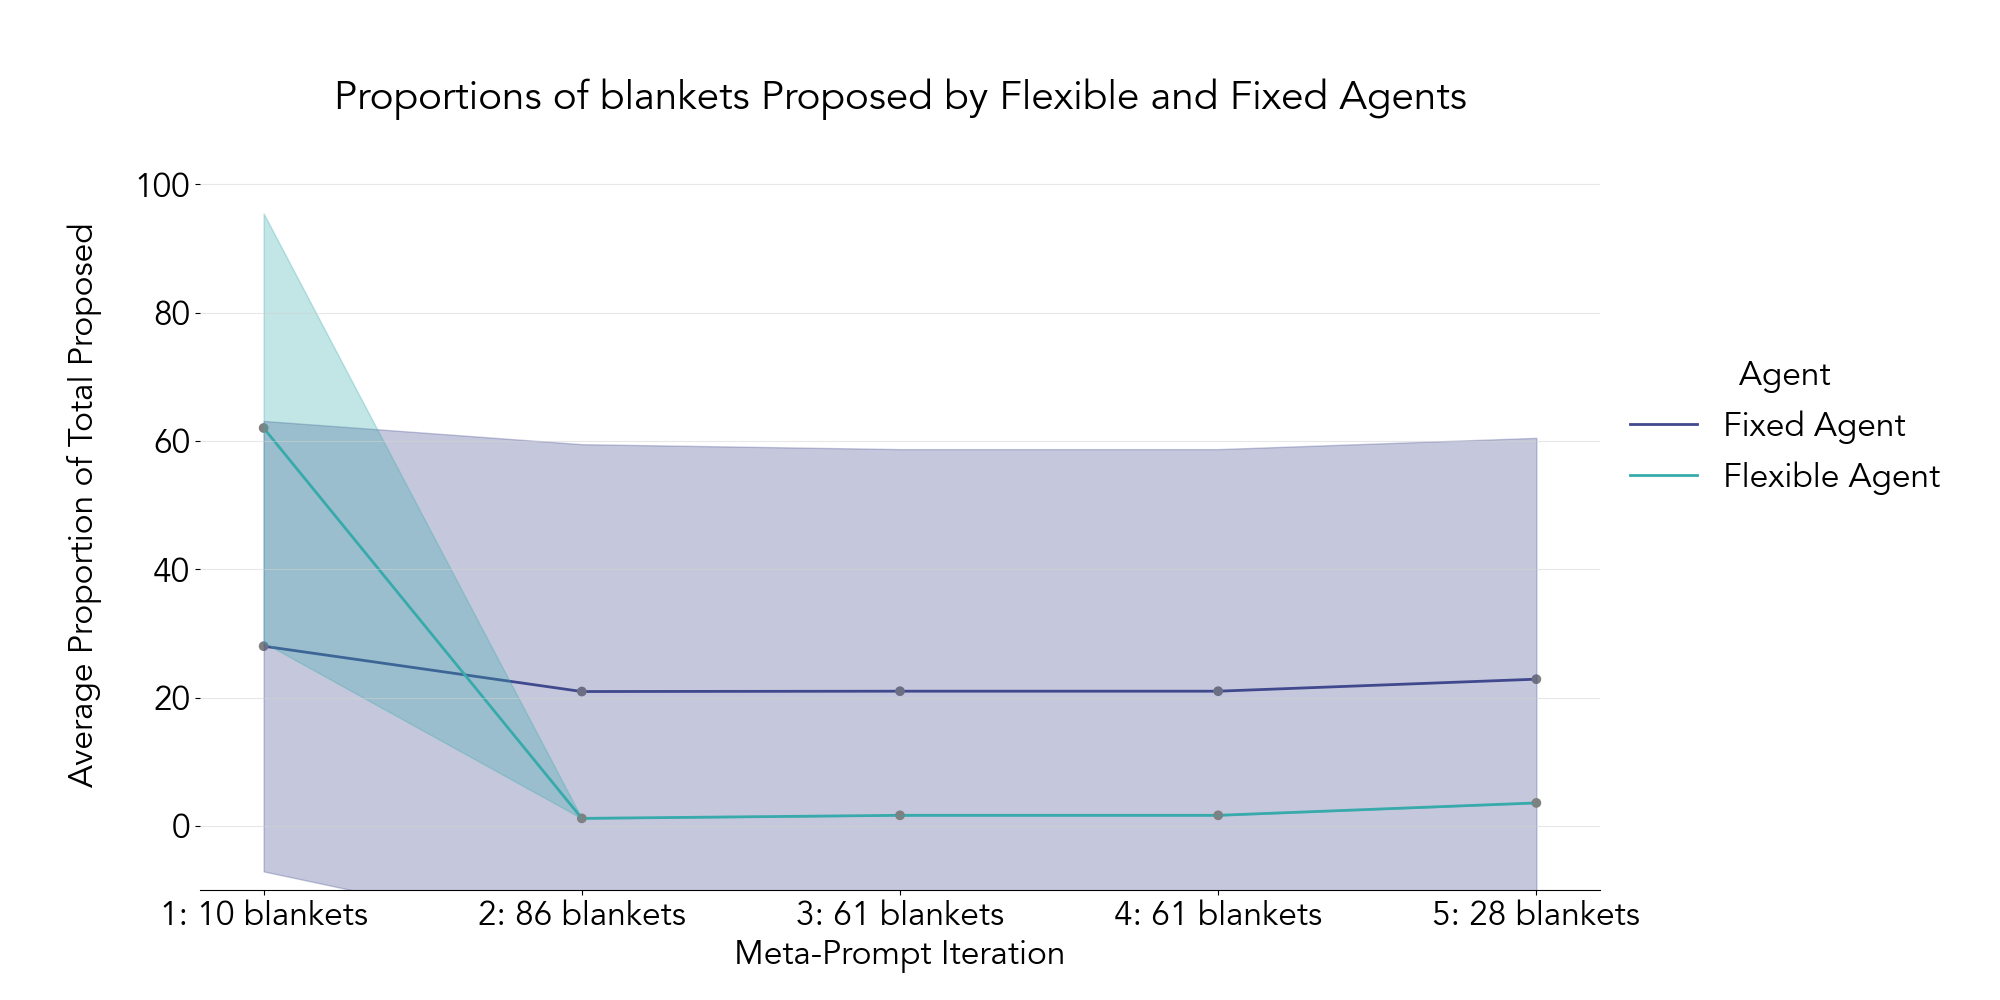 Proportions of blankets Proposed by Flexible and Fixed Agents
Average Proportion of Total Proposed
100
80
60
40
20
0
1: 10 blankets
2: 86 blankets
3: 61 blankets
4: 61 blankets
5: 28 blankets
Meta-Prompt Iteration
Agent
Fixed Agent
Flexible Agent